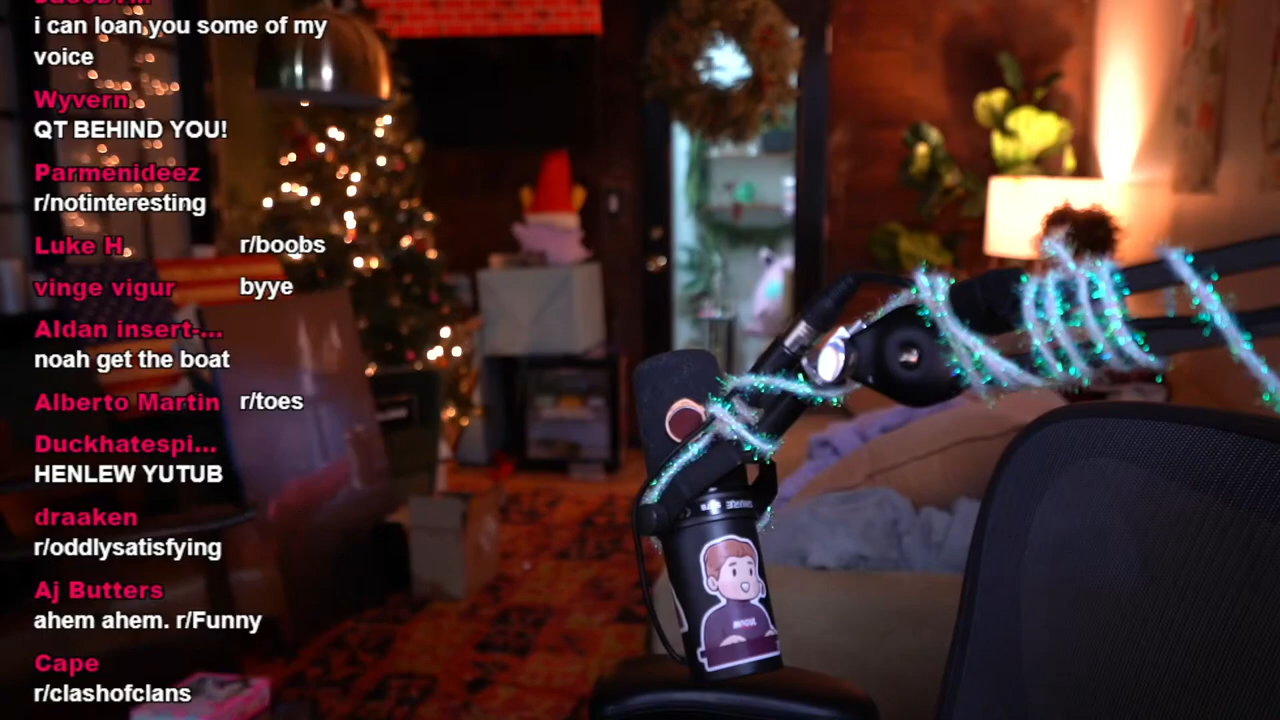 i can loan you some of my
voice
Wyvern
QT BEHIND YOU!
Parmenideez
r/notinteresting
Luke H. r/boobs
vinge vigur byye
AIdan insert-...
noah get the boat
Alberto Martin r/toes
Duckhatespi...
HENLEW YUTUB
draaken
r/oddlysatisfying
Aj Butters
ahem ahem. r/Funny
Cape
r/clashofclans
SHURE